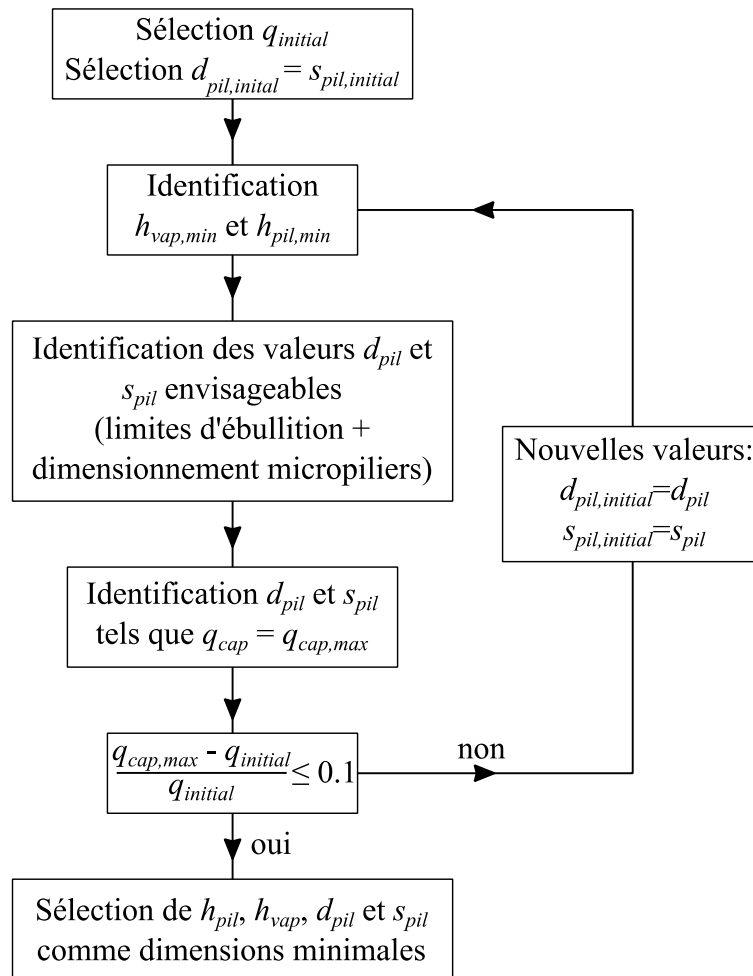 Sélection q_initial
Sélection d_pil,inital = s_pil,initial
Identification
h_vap,min et h_pil,min
Identification des valeurs d_pil et
s_pil envisageables
(limites d'ébullition +
dimensionnement micropiliers)
Nouvelles valeurs:
d_pil,initial=d_pil
s_pil,initial=s_pil
Identification d_pil et s_pil
tels que q_cap = q_cap,max
q_cap,max - q_initial
q_initial
≤ 0.1
non
oui
Sélection de h_pil, h_vap, d_pil et s_pil
comme dimensions minimales